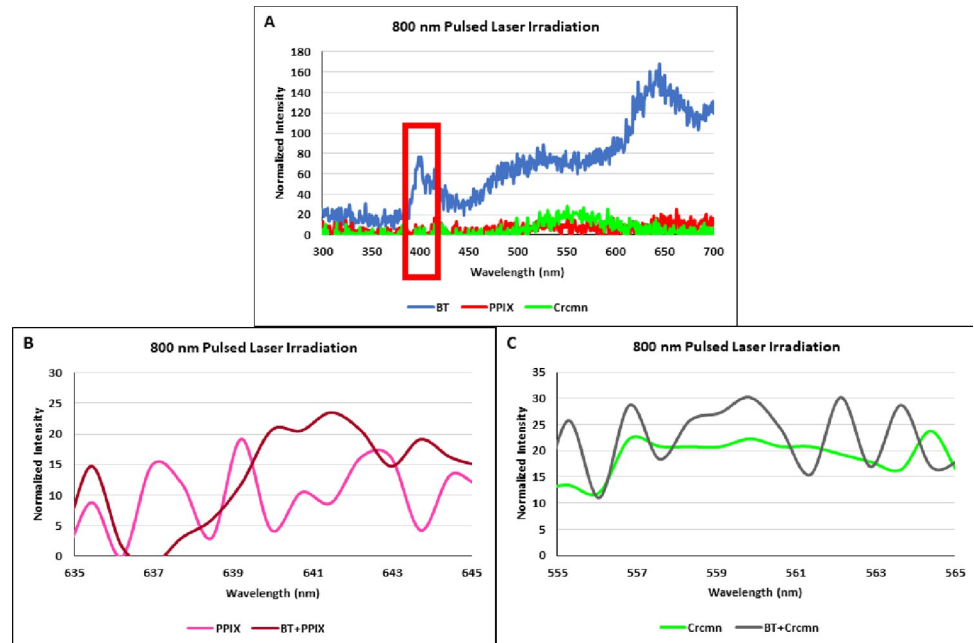 A
800 nm Pulsed Laser Irradiation
Normalized Intensity
180
160
140
120
100
80
60
40
20
0
300 350 400 450 500 550 600 650 700
Wavelength (nm)
BT PPIX Crcmn
B
800 nm Pulsed Laser Irradiation
Normalized Intensity
30
25
20
15
10
5
0
635 637 639 641 643 645
Wavelength (nm)
PPIX BT+PPIX
C
800 nm Pulsed Laser Irradiation
Normalized Intensity
35
30
25
20
15
10
5
0
555 557 559 561 563 565
Wavelength (nm)
Crcmn BT+Crcmn